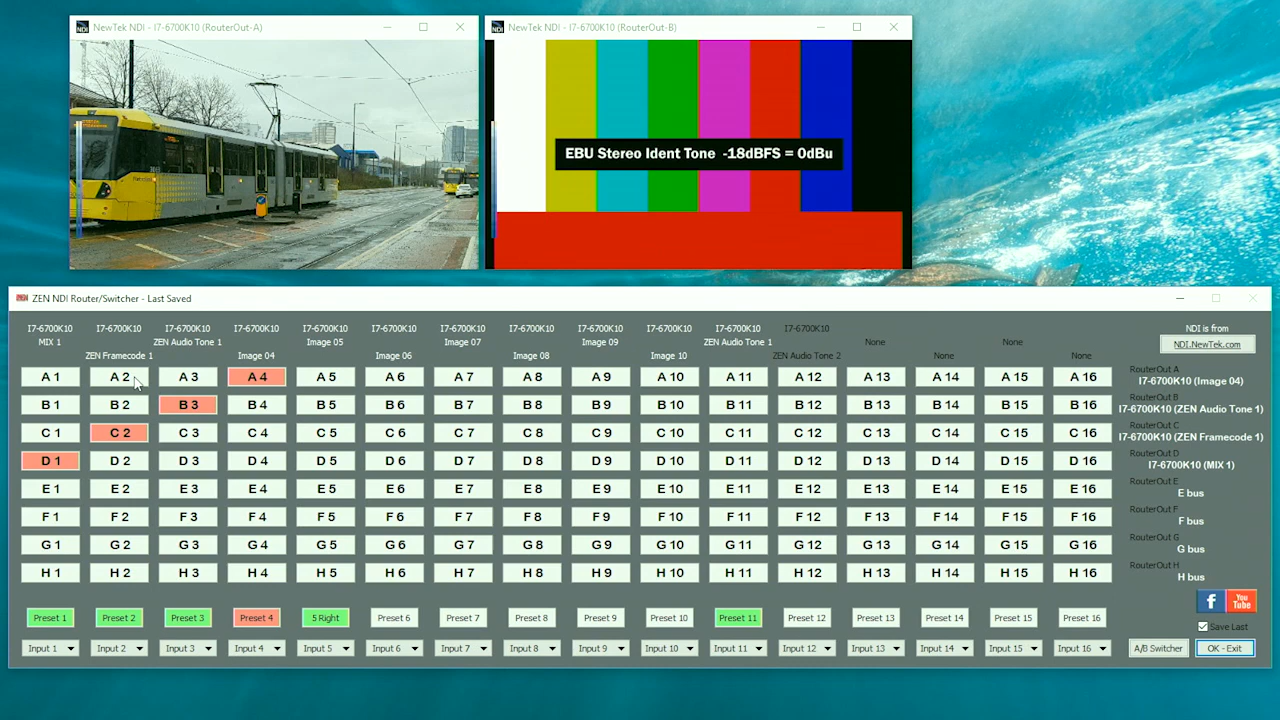 NDI NewTek NDI - I7-6700K10 (RouterOut-A)
NDI NewTek NDI - I7-6700K10 (RouterOut-B)
EBU Stereo Ident Tone -18dBFS = 0dBu
ZEN NDI Router/Switcher - Last Saved
I7-6700K10 I7-6700K10 I7-6700K10 I7-6700K10 I7-6700K10 I7-6700K10 I7-6700K10 I7-6700K10 I7-6700K10 I7-6700K10 I7-6700K10 I7-6700K10 NDI is from
MIX 1 ZEN Audio Tone 1 Image 05 Image 07 Image 09 ZEN Audio Tone 1 None None NDI.NewTek.com
ZEN Framecode 1 Image 04 Image 06 Image 08 Image 10 ZEN Audio Tone 2 None None
A 1 A 2 A 3 A 4 A 5 A 6 A 7 A 8 A 9 A 10 A 11 A 12 A 13 A 14 A 15 A 16 RouterOut A
I7-6700K10 (Image 04)
B 1 B 2 B 3 B 4 B 5 B 6 B 7 B 8 B 9 B 10 B 11 B 12 B 13 B 14 B 15 B 16 RouterOut B
I7-6700K10 (ZEN Audio Tone 1)
C 1 C 2 C 3 C 4 C 5 C 6 C 7 C 8 C 9 C 10 C 11 C 12 C 13 C 14 C 15 C 16 RouterOut C
I7-6700K10 (ZEN Framecode 1)
D 1 D 2 D 3 D 4 D 5 D 6 D 7 D 8 D 9 D 10 D 11 D 12 D 13 D 14 D 15 D 16 RouterOut D
I7-6700K10 (MIX 1)
E 1 E 2 E 3 E 4 E 5 E 6 E 7 E 8 E 9 E 10 E 11 E 12 E 13 E 14 E 15 E 16 RouterOut E
E bus
F 1 F 2 F 3 F 4 F 5 F 6 F 7 F 8 F 9 F 10 F 11 F 12 F 13 F 14 F 15 F 16 RouterOut F
F bus
G 1 G 2 G 3 G 4 G 5 G 6 G 7 G 8 G 9 G 10 G 11 G 12 G 13 G 14 G 15 G 16 RouterOut G
G bus
H 1 H 2 H 3 H 4 H 5 H 6 H 7 H 8 H 9 H 10 H 11 H 12 H 13 H 14 H 15 H 16 RouterOut H
H bus
f You Tube
Preset 1 Preset 2 Preset 3 Preset 4 5 Right Preset 6 Preset 7 Preset 8 Preset 9 Preset 10 Preset 11 Preset 12 Preset 13 Preset 14 Preset 15 Preset 16
Save Last
Input 1 Input 2 Input 3 Input 4 Input 5 Input 6 Input 7 Input 8 Input 9 Input 10 Input 11 Input 12 Input 13 Input 14 Input 15 Input 16 A/B Switcher OK - Exit